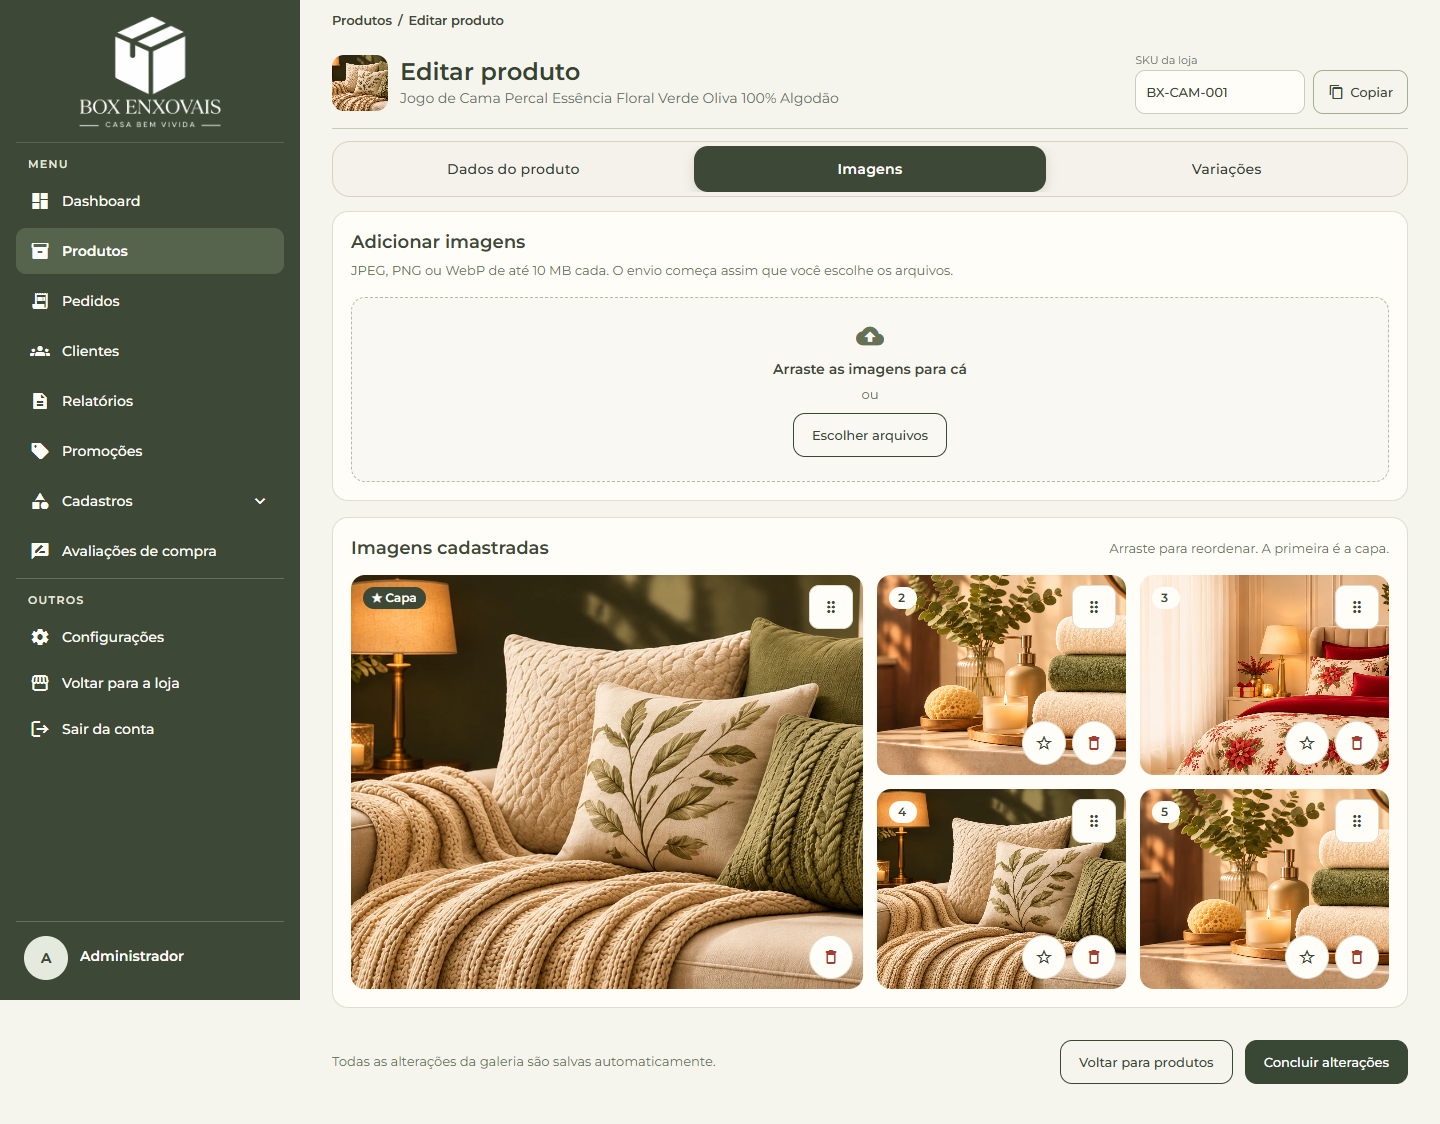 BOX ENXOVAIS
CASA BEM VIVIDA
MENU
Dashboard
Produtos
Pedidos
Clientes
Relatórios
Promoções
Cadastros
Avaliações de compra
OUTROS
Configurações
Voltar para a loja
Sair da conta
A
Administrador
Produtos / Editar produto
Editar produto
Jogo de Cama Percal Essência Floral Verde Oliva 100% Algodão
SKU da loja
BX-CAM-001
Copiar
Dados do produto
Imagens
Variações
Adicionar imagens
JPEG, PNG ou WebP de até 10 MB cada. O envio começa assim que você escolhe os arquivos.
Arraste as imagens para cá
ou
Escolher arquivos
Imagens cadastradas
Arraste para reordenar. A primeira é a capa.
★ Capa
2
3
4
5
Todas as alterações da galeria são salvas automaticamente.
Voltar para produtos
Concluir alterações